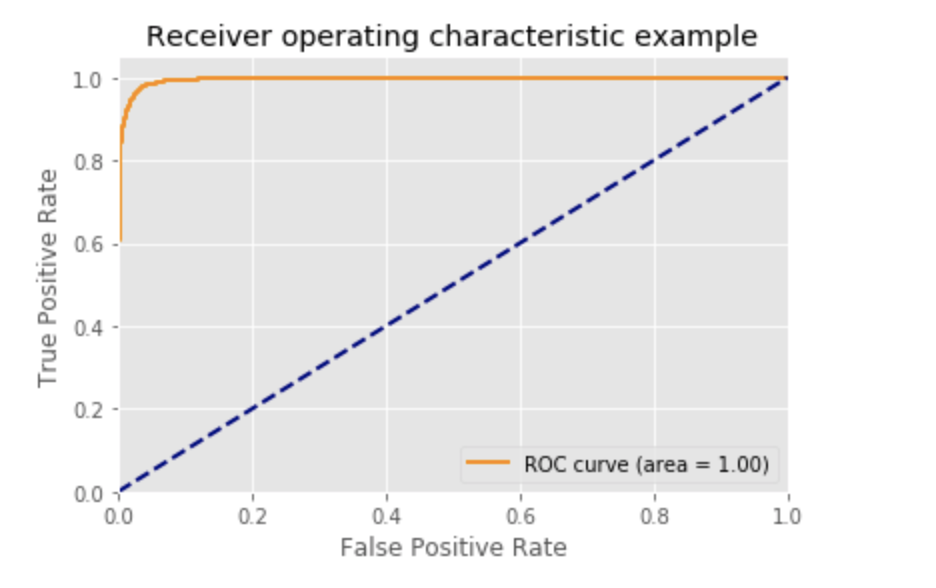 Receiver operating characteristic example
True Positive Rate
1.0
0.8
0.6
0.4
0.2
0.0
ROC curve (area = 1.00)
0.0 0.2 0.4 0.6 0.8 1.0
False Positive Rate